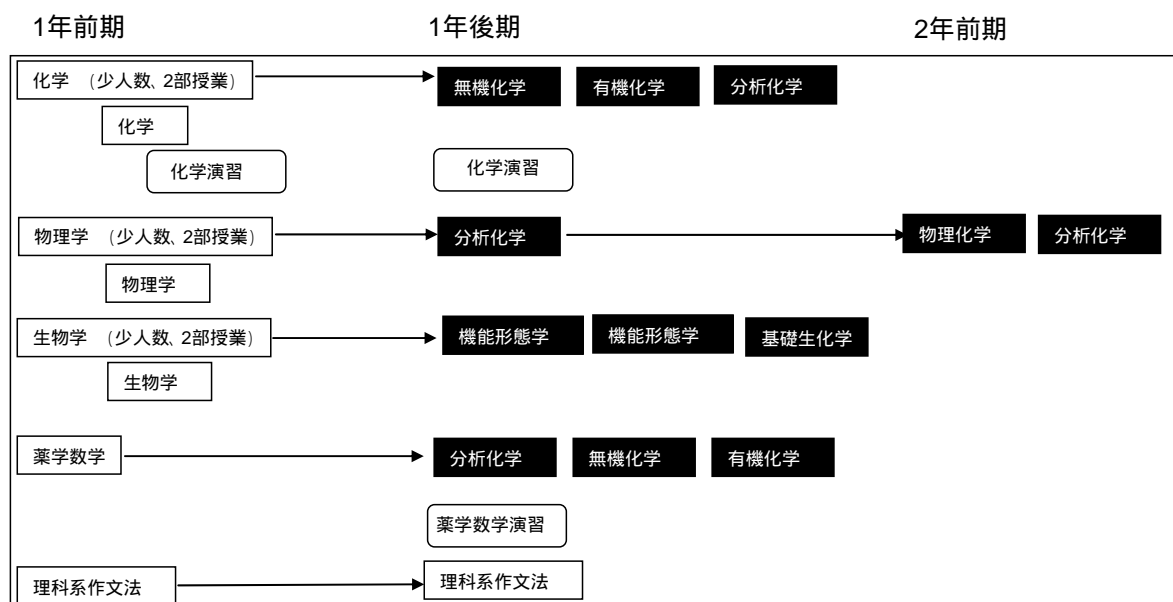 1年前期 1年後期 2年前期
化学 (少人数、2部授業) 無機化学 有機化学 分析化学
化学
化学演習 化学演習
物理学 (少人数、2部授業) 分析化学 物理化学 分析化学
物理学
生物学 (少人数、2部授業) 機能形態学 機能形態学 基礎生化学
生物学
薬学数学 分析化学 無機化学 有機化学
薬学数学演習
理科系作文法 理科系作文法